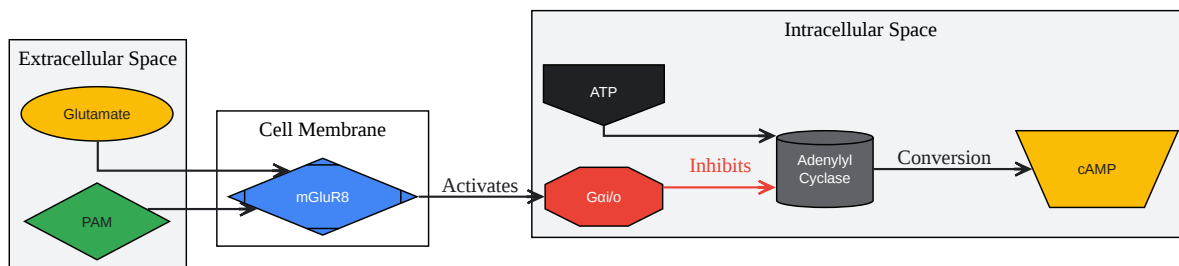 Extracellular Space
Glutamate
PAM
Cell Membrane
mGluR8
Activates
Intracellular Space
ATP
Gαi/o
Inhibits
Adenylyl
Cyclase
Conversion
cAMP